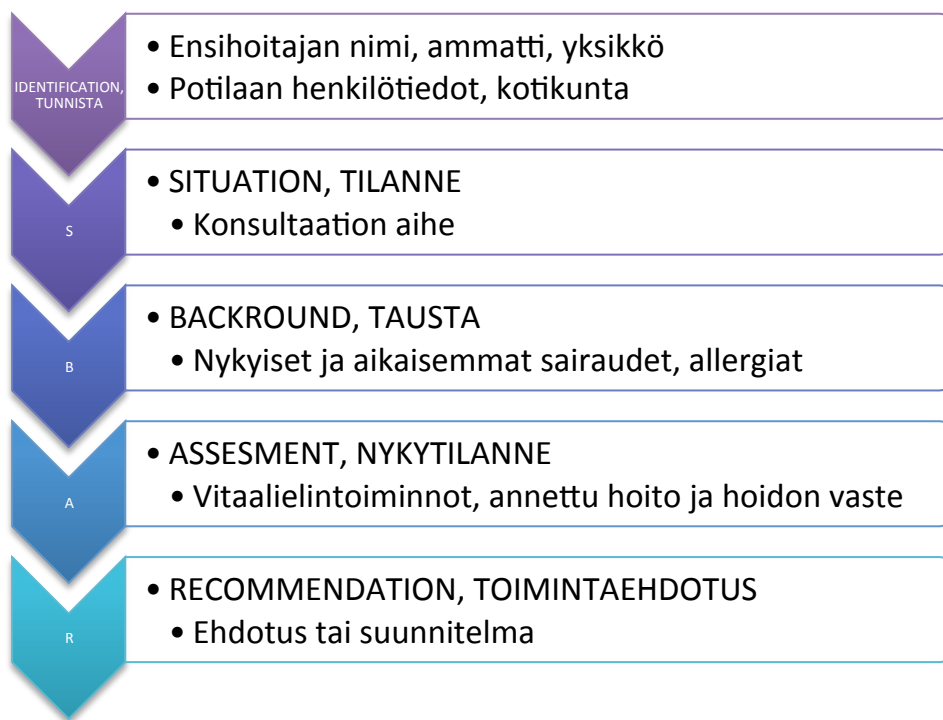 IDENTIFICATION,
TUNNISTA
• Ensihoitajan nimi, ammatti, yksikkö
• Potilaan henkilötiedot, kotikunta
S
• SITUATION, TILANNE
• Konsultaation aihe
B
• BACKROUND, TAUSTA
• Nykyiset ja aikaisemmat sairaudet, allergiat
A
• ASSESMENT, NYKYTILANNE
• Vitaalielintoiminnot, annettu hoito ja hoidon vaste
R
• RECOMMENDATION, TOIMINTAEHDOTUS
• Ehdotus tai suunnitelma